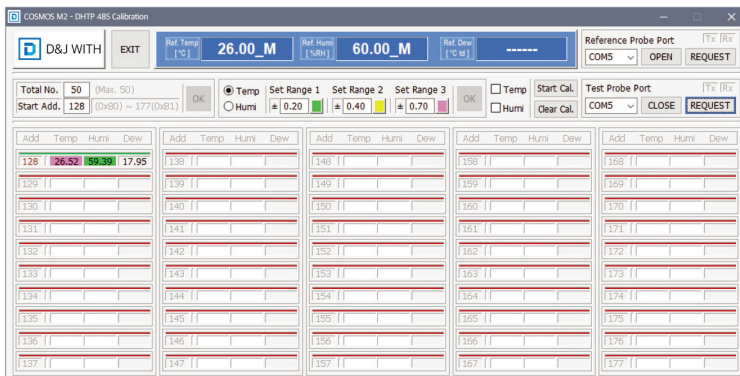 COSMOS M2 - DHTP 485 Calibration
D&J WITH EXIT
Ref. Temp [°C] 26.00_M Ref. Humi [%RH] 60.00_M Ref. Dew [°C td] ------
Reference Probe Port Tx Rx
COM5 OPEN REQUEST
Total No. 50 (Max. 50)
Start Add. 128 (0x80) ~ 177(0xB1) OK
Temp Set Range 1 Set Range 2 Set Range 3
Humi ± 0.20 ± 0.40 ± 0.70 OK
Temp Start Cal.
Humi Clear Cal.
Test Probe Port Tx Rx
COM5 CLOSE REQUEST
Add Temp Humi Dew Add Temp Humi Dew Add Temp Humi Dew Add Temp Humi Dew Add Temp Humi Dew
128 26.52 59.39 17.95 138 148 158 168
129 139 149 159 169
130 140 150 160 170
131 141 151 161 171
132 142 152 162 172
133 143 153 163 173
134 144 154 164 174
135 145 155 165 175
136 146 156 166 176
137 147 157 167 177